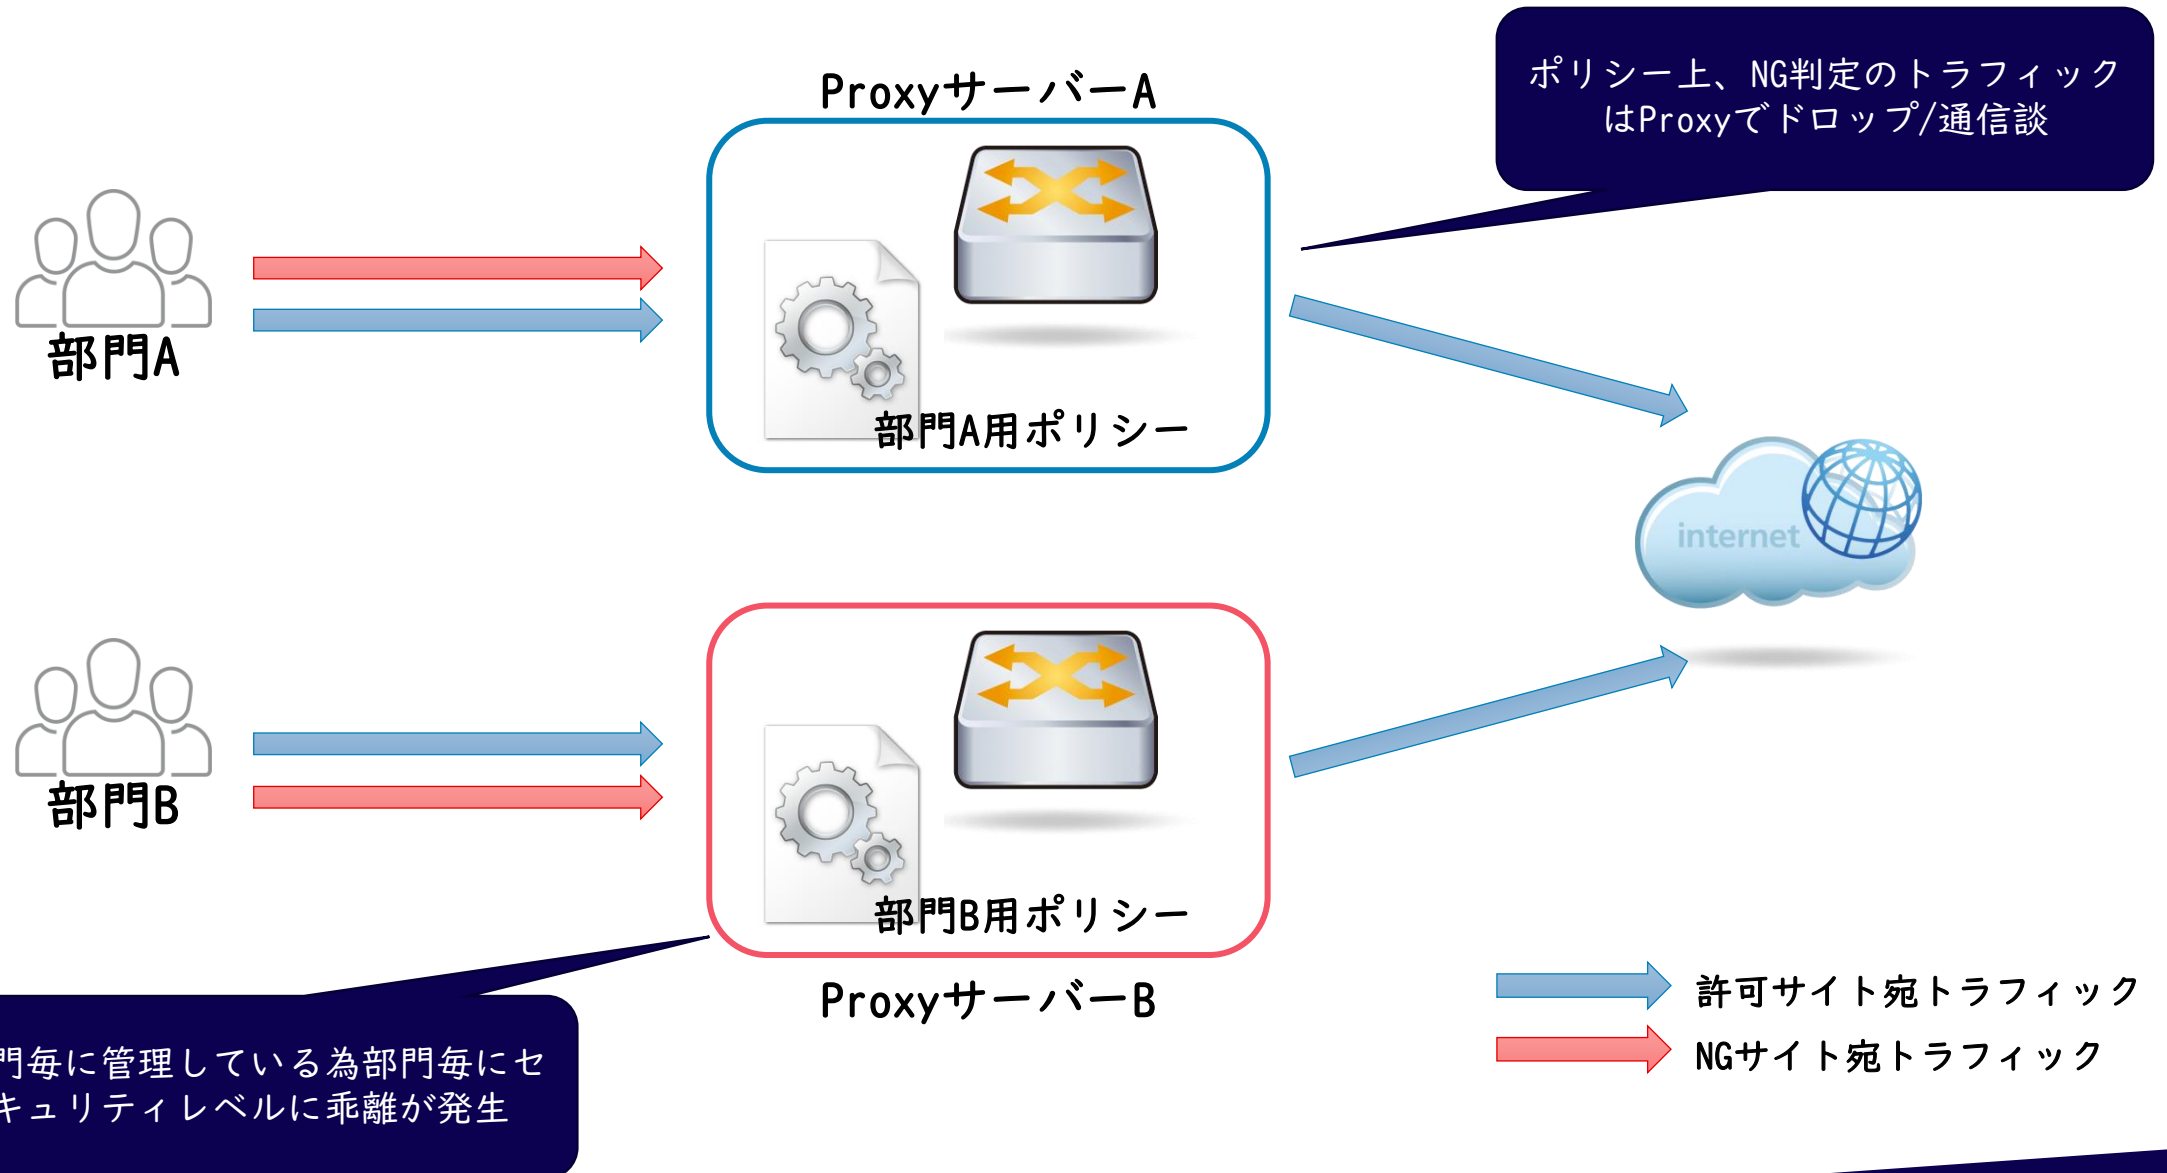 ProxyサーバーA
ポリシー上、NG判定のトラフィック
はProxyでドロップ/通信談
部門A
部門A用ポリシー
internet
部門B
部門B用ポリシー
ProxyサーバーB
許可サイト宛トラフィック
NGサイト宛トラフィック
門毎に管理している為部門毎にセ
キュリティレベルに乖離が発生